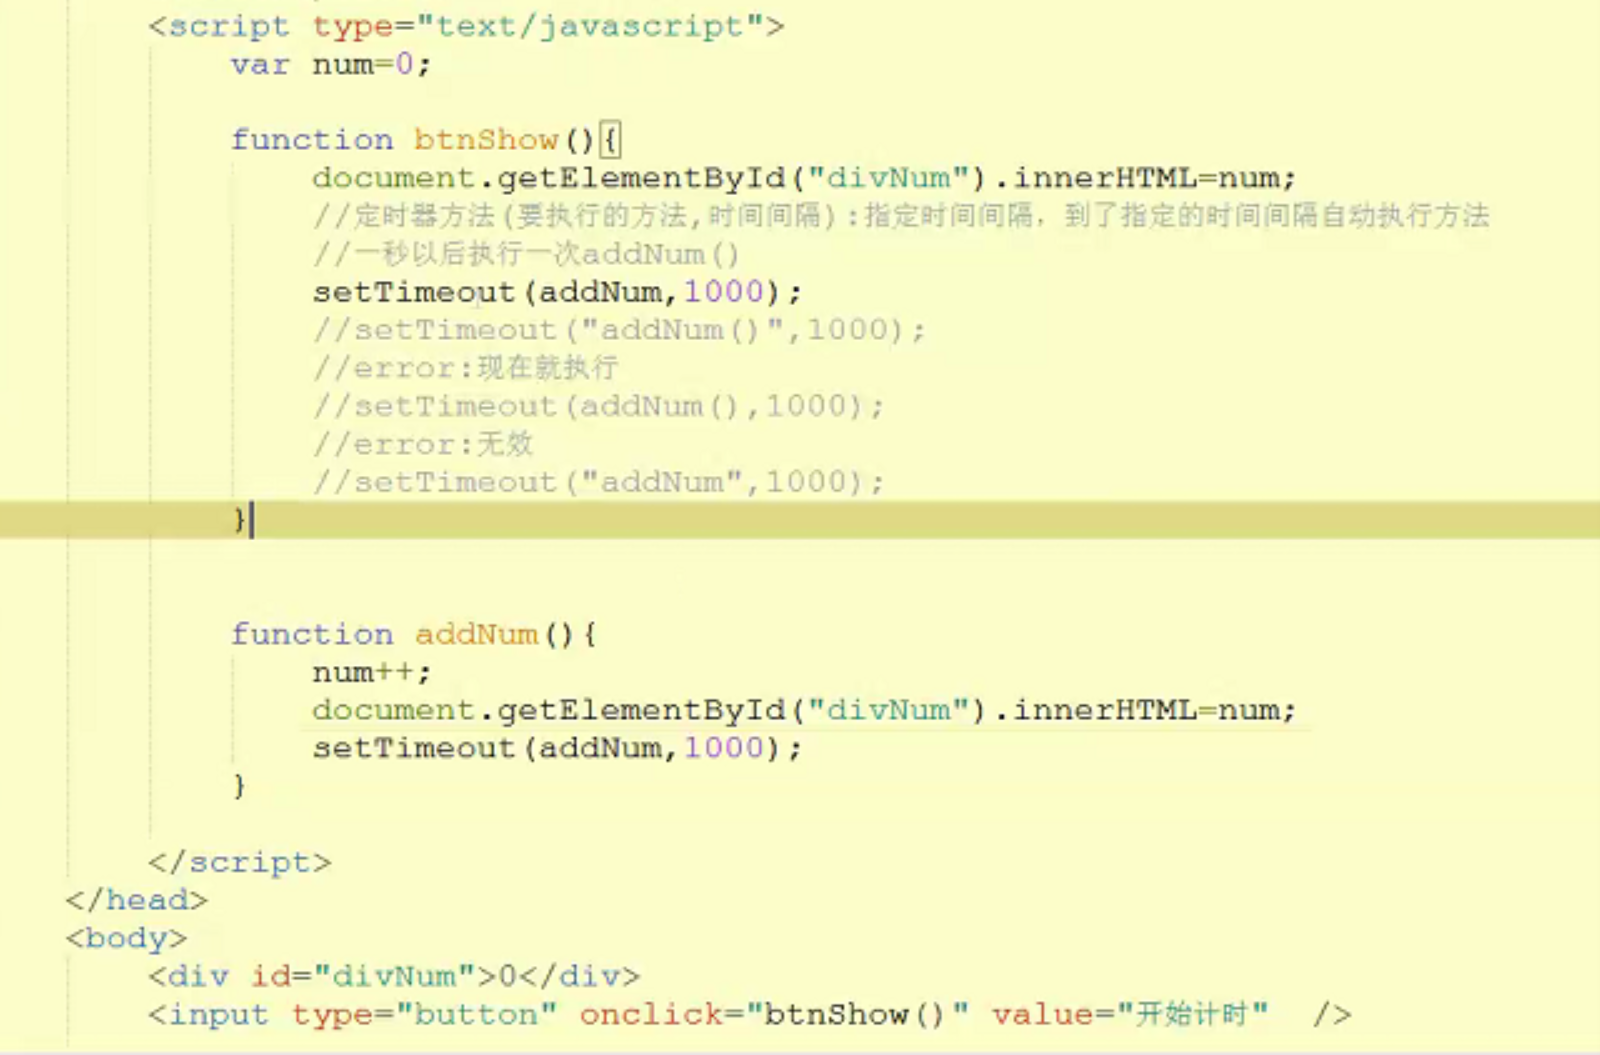 <script type="text/javascript">
var num=0;
function btnShow(){
document.getElementById("divNum").innerHTML=num;
//定时器方法(要执行的方法,时间间隔):指定时间间隔，到了指定的时间间隔自动执行方法
//一秒以后执行一次addNum()
setTimeout(addNum,1000);
//setTimeout("addNum()",1000);
//error:现在就执行
//setTimeout(addNum(),1000);
//error:无效
//setTimeout("addNum",1000);
}
function addNum(){
num++;
document.getElementById("divNum").innerHTML=num;
setTimeout(addNum,1000);
}
</script>
</head>
<body>
<div id="divNum">0</div>
<input type="button" onclick="btnShow()" value="开始计时" />